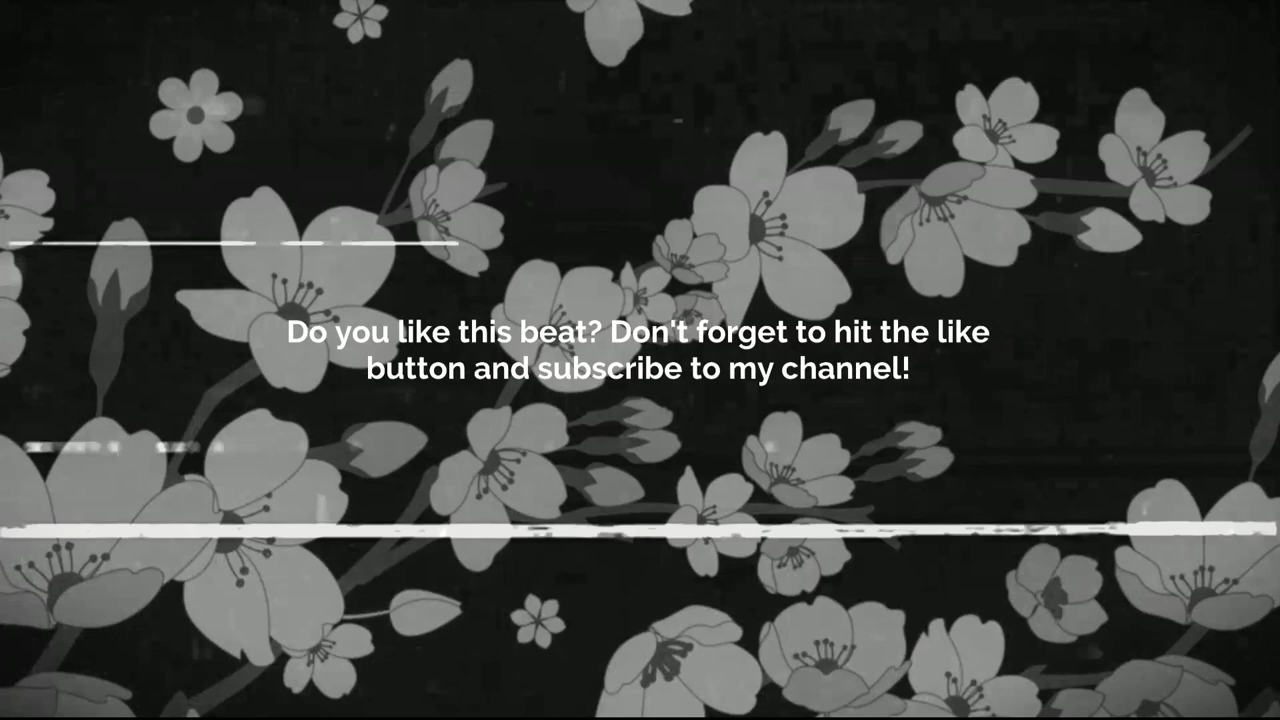 Do you like this beat? Don't forget to hit the like
button and subscribe to my channel!